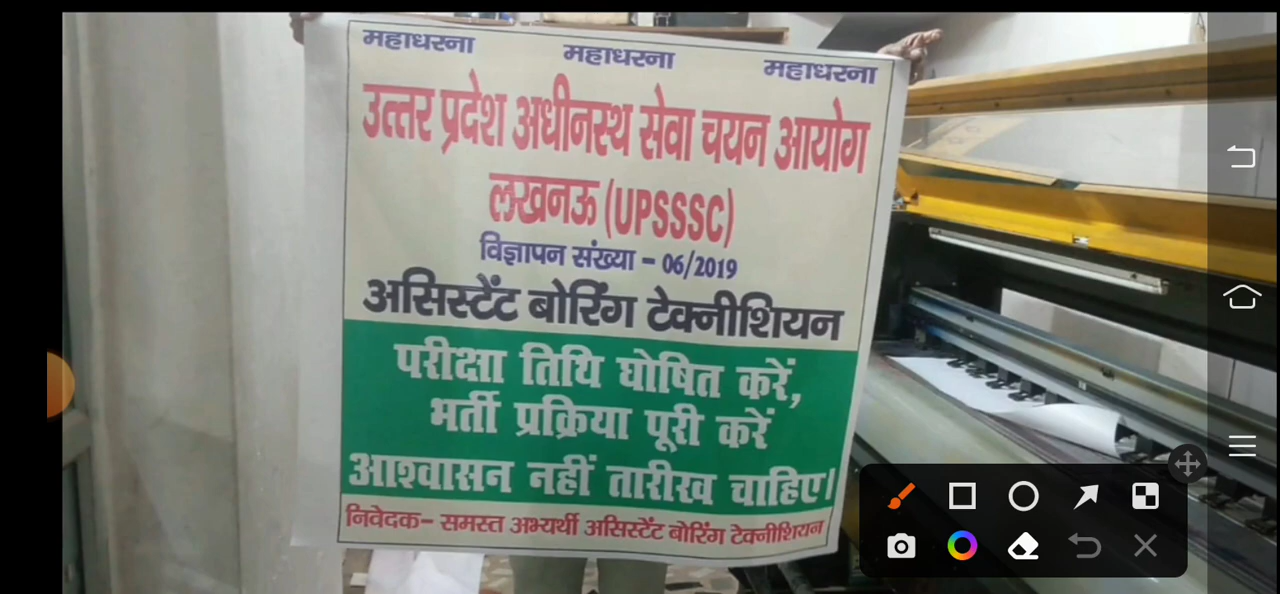 महाधरना महाधरना महाधरना
उत्तर प्रदेश अधीनस्थ सेवा चयन आयोग
लखनऊ (UPSSSC)
विज्ञापन संख्या - 06/2019
असिस्टेंट बोरिंग टेक्नीशियन
परीक्षा तिथि घोषित करें,
भर्ती प्रक्रिया पूरी करें
आश्वासन नहीं तारीख चाहिए।
निवेदक- समस्त अभ्यर्थी असिस्टेंट बोरिंग टेक्नीशियन